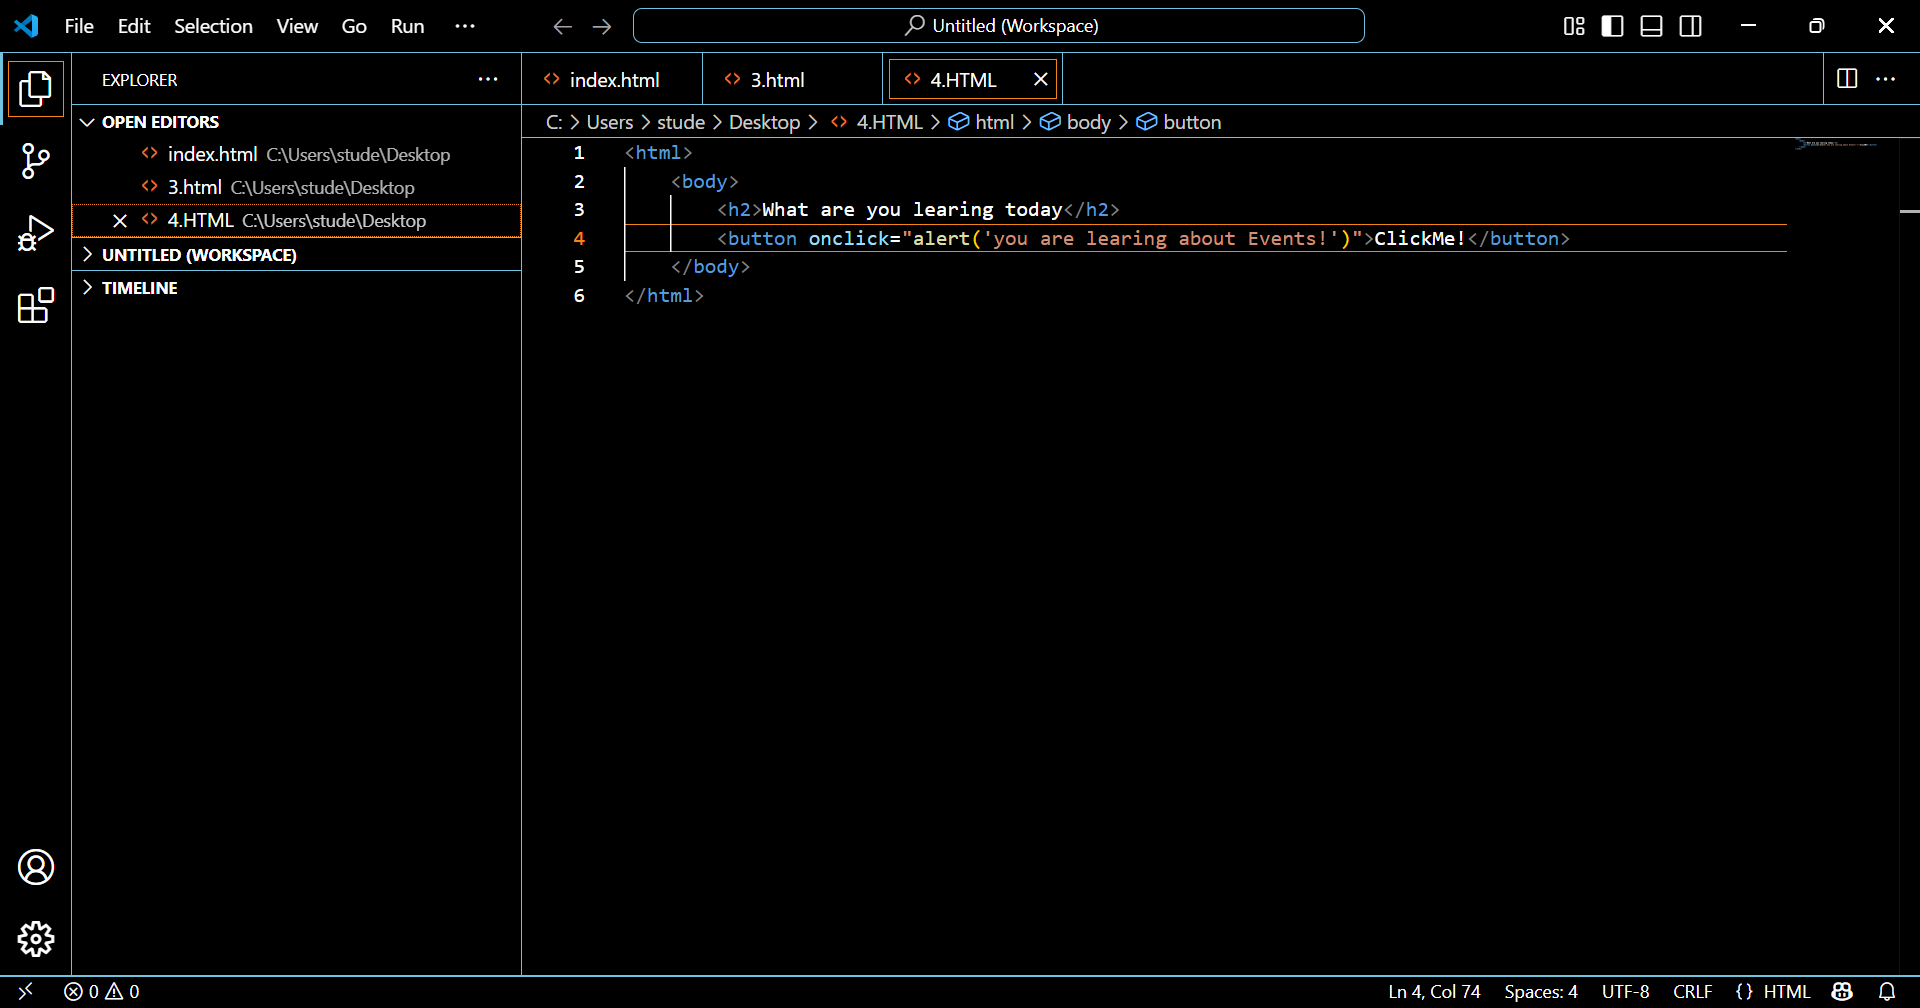 File Edit Selection View Go Run ···
Untitled (Workspace)
EXPLORER ···
index.html 3.html 4.HTML
OPEN EDITORS
index.html C:\Users\stude\Desktop
3.html C:\Users\stude\Desktop
4.HTML C:\Users\stude\Desktop
UNTITLED (WORKSPACE)
TIMELINE
C: > Users > stude > Desktop > 4.HTML > html > body > button
1 <html>
2 <body>
3 <h2>What are you learing today</h2>
4 <button onclick="alert('you are learing about Events!')">ClickMe!</button>
5 </body>
6 </html>
0 0
Ln 4, Col 74 Spaces: 4 UTF-8 CRLF {} HTML